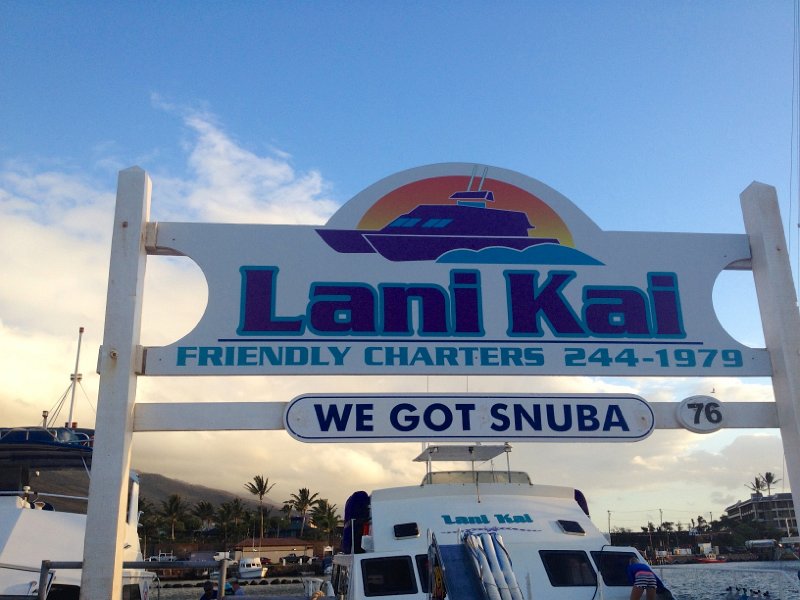 Lani Kai
FRIENDLY CHARTERS 244-1979
WE GOT SNUBA
76
Lani Kai